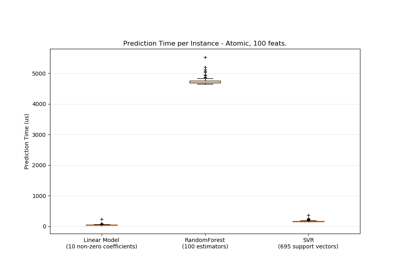 Prediction Time per Instance - Atomic, 100 feats.
Prediction Time (us)
5000
4000
3000
2000
1000
0
Linear Model
(10 non-zero coefficients)
RandomForest
(100 estimators)
SVR
(695 support vectors)